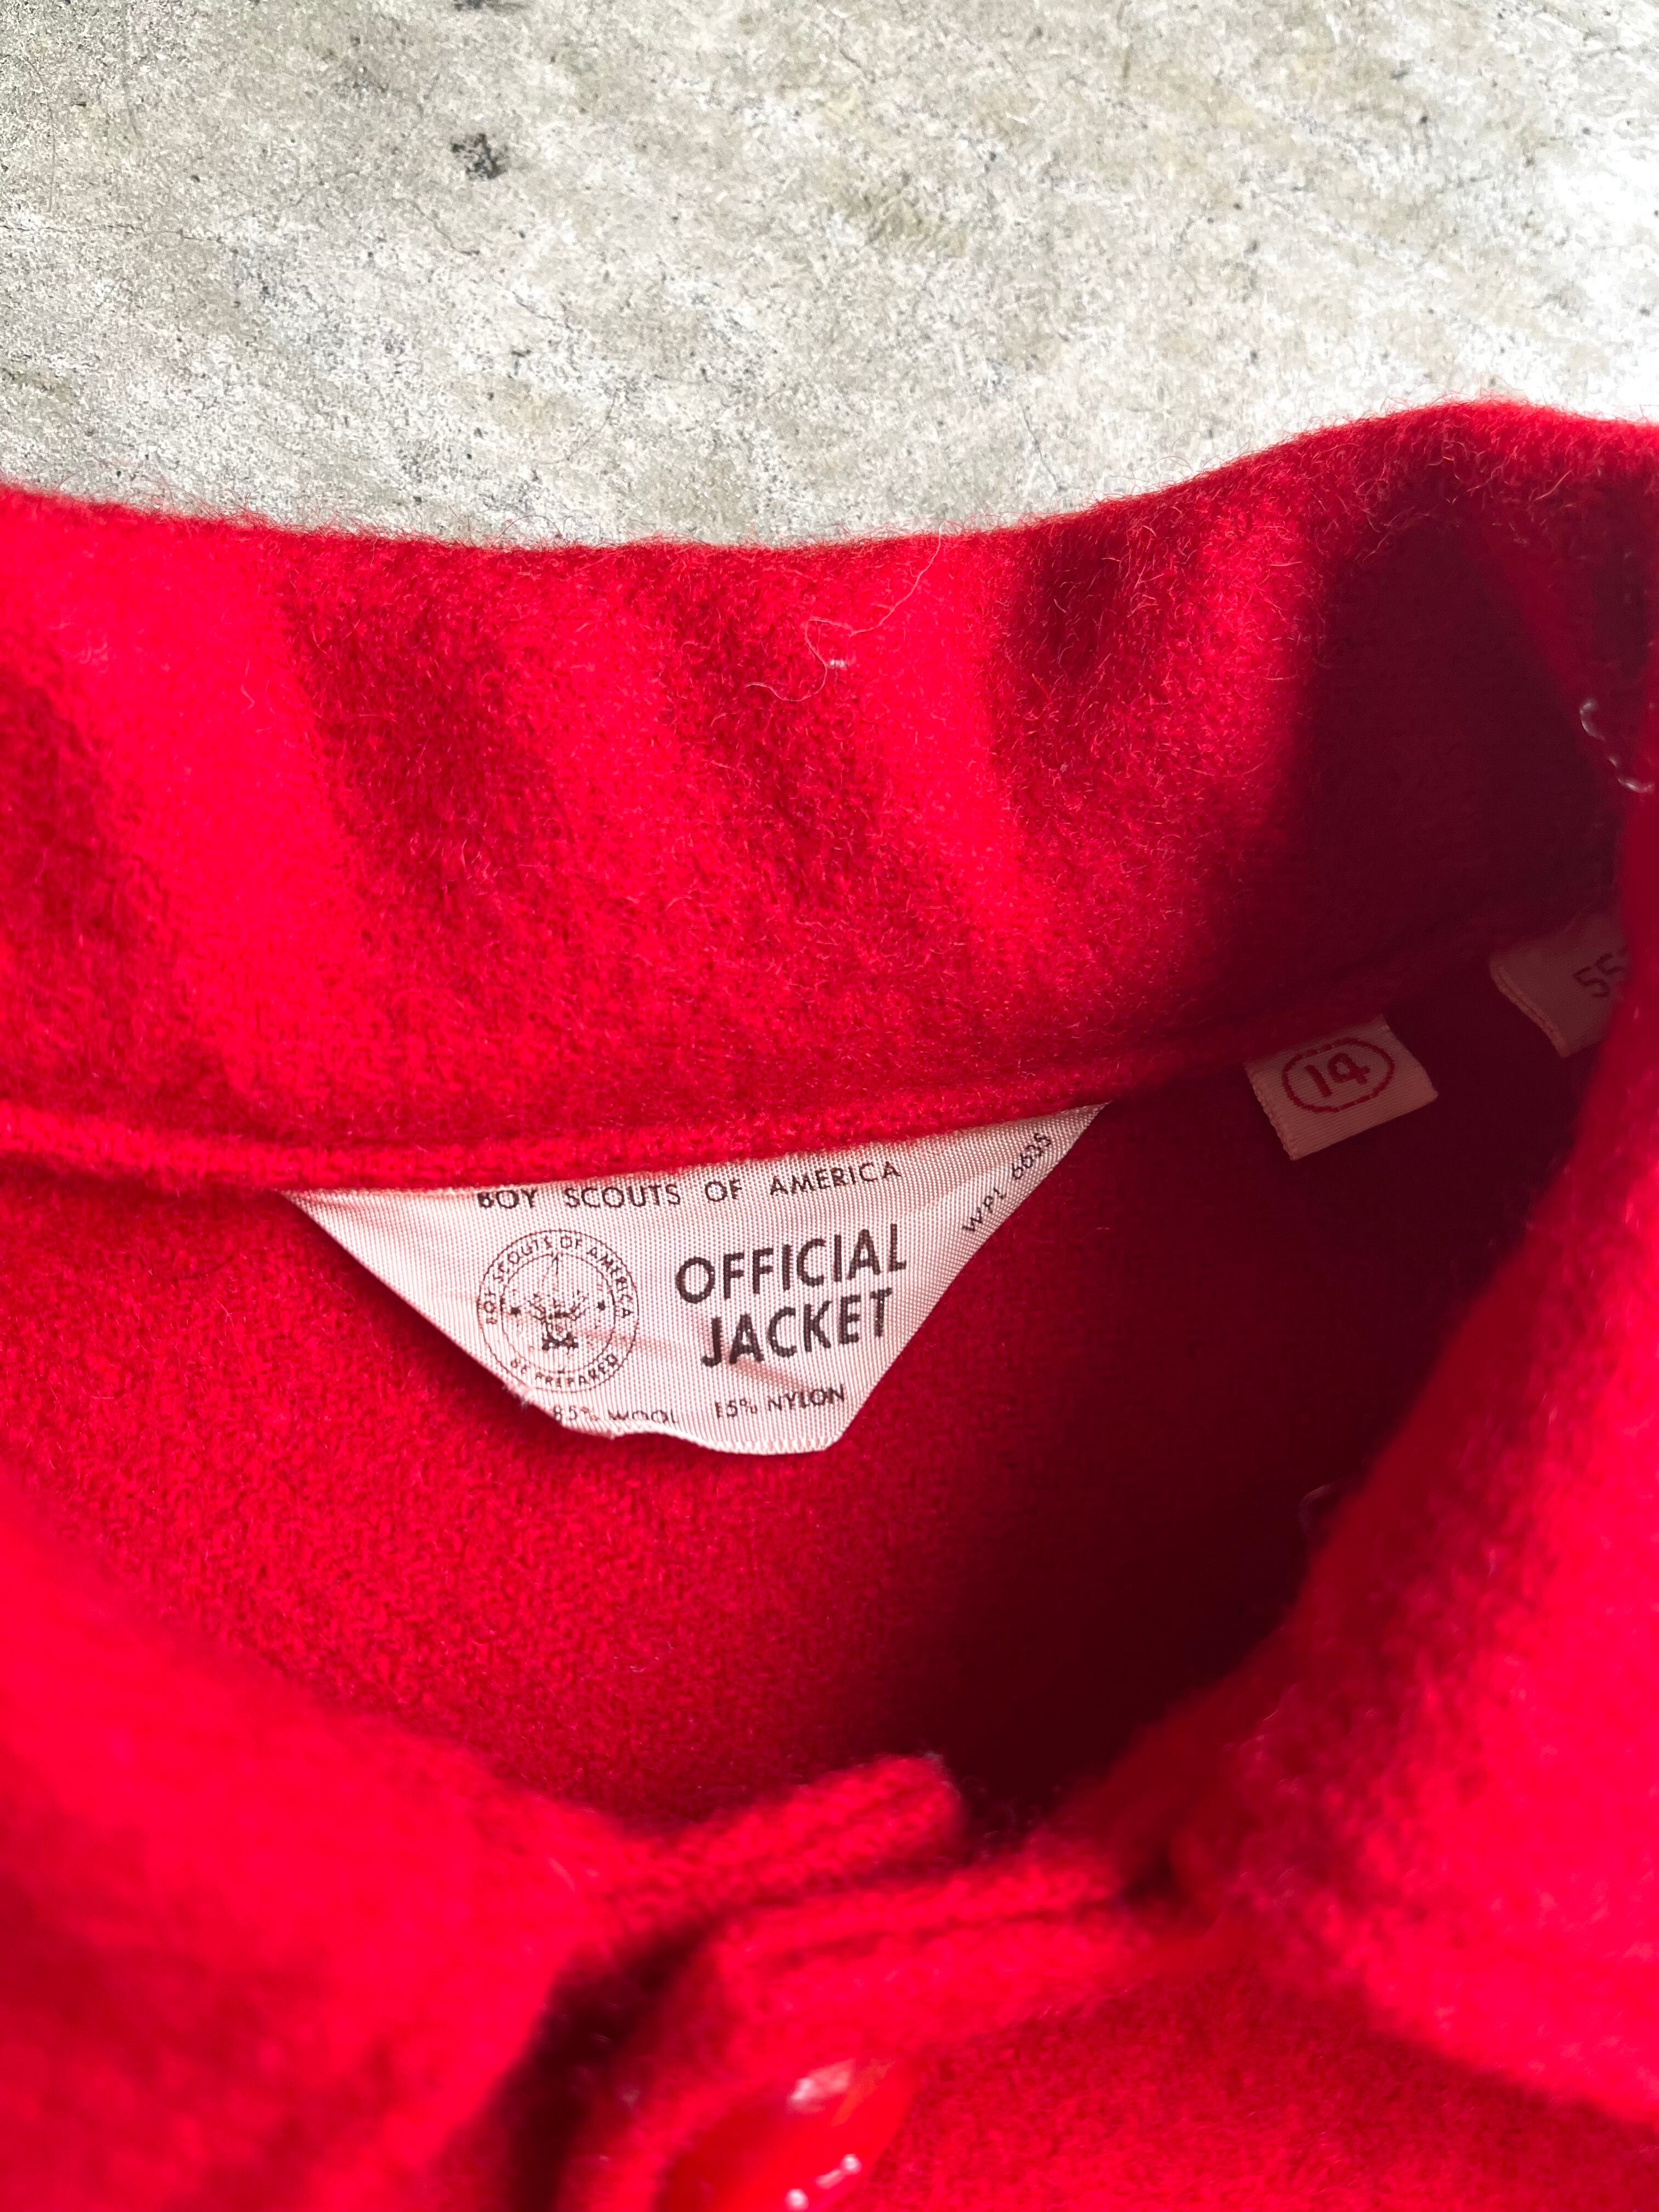 BOY SCOUTS OF AMERICA
WPL 6635
BOY SCOUTS OF AMERICA
BE PREPARED
OFFICIAL
JACKET
85% WOOL 15% NYLON
14